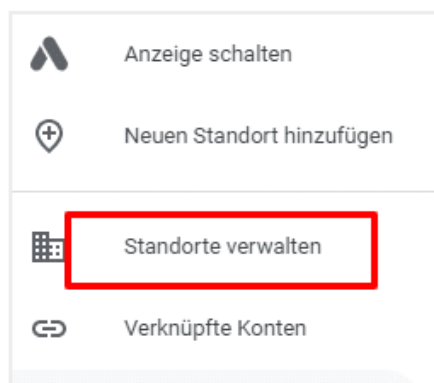 Anzeige schalten
Neuen Standort hinzufügen
Standorte verwalten
Verknüpfte Konten